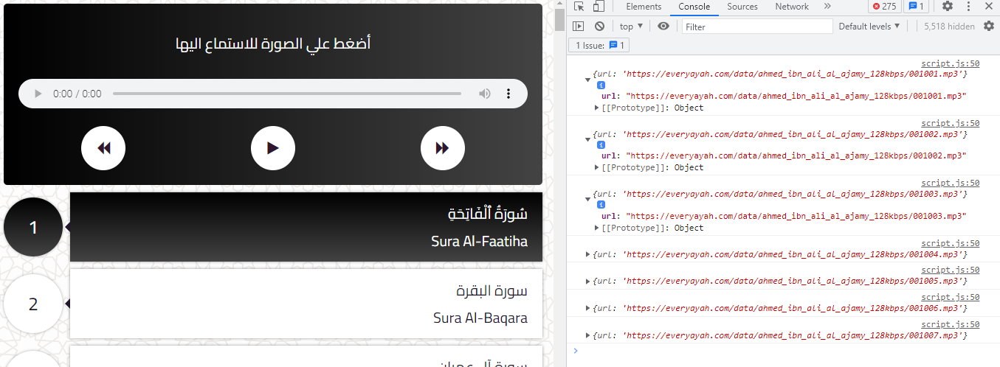 أضغط علي الصورة للاستماع اليها
0:00 / 0:00
1
سُورَةُ ٱلْفَاتِحَةِ
Sura Al-Faatiha
2
سورة البقرة
Sura Al-Baqara
سورة آل عمران
Elements Console Sources Network » 275 1
top ▼ Filter Default levels ▼ 5,518 hidden
1 Issue: 1
script.js:50
{url: 'https://everyayah.com/data/ahmed_ibn_ali_al_ajamy_128kbps/001001.mp3'}
i
url: "https://everyayah.com/data/ahmed_ibn_ali_al_ajamy_128kbps/001001.mp3"
[[Prototype]]: Object
script.js:50
{url: 'https://everyayah.com/data/ahmed_ibn_ali_al_ajamy_128kbps/001002.mp3'}
i
url: "https://everyayah.com/data/ahmed_ibn_ali_al_ajamy_128kbps/001002.mp3"
[[Prototype]]: Object
script.js:50
{url: 'https://everyayah.com/data/ahmed_ibn_ali_al_ajamy_128kbps/001003.mp3'}
i
url: "https://everyayah.com/data/ahmed_ibn_ali_al_ajamy_128kbps/001003.mp3"
[[Prototype]]: Object
script.js:50
{url: 'https://everyayah.com/data/ahmed_ibn_ali_al_ajamy_128kbps/001004.mp3'}
script.js:50
{url: 'https://everyayah.com/data/ahmed_ibn_ali_al_ajamy_128kbps/001005.mp3'}
script.js:50
{url: 'https://everyayah.com/data/ahmed_ibn_ali_al_ajamy_128kbps/001006.mp3'}
script.js:50
{url: 'https://everyayah.com/data/ahmed_ibn_ali_al_ajamy_128kbps/001007.mp3'}